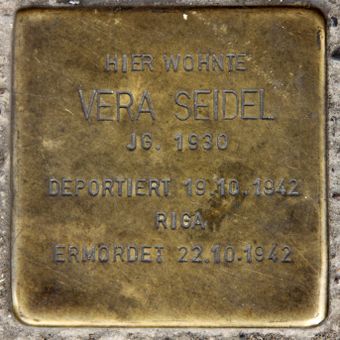 HIER WOHNTE
VERA SEIDEL
JG. 1930
DEPORTIERT 19.10.1942
RIGA
ERMORDET 22.10.1942